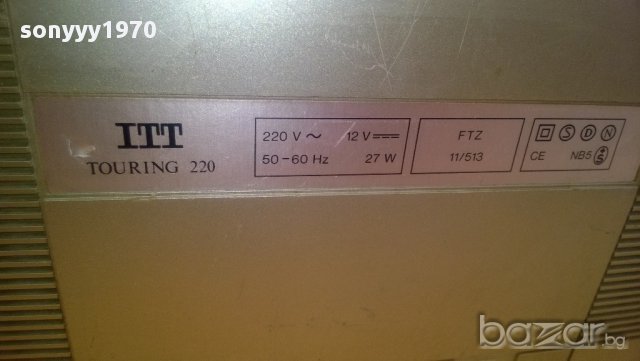 sonyyy1970
ITT
TOURING 220
220 V ~ 12 V ⎓
50-60 Hz 27 W
FTZ
11/513
S D N
CE NB5 S
bazar.bg